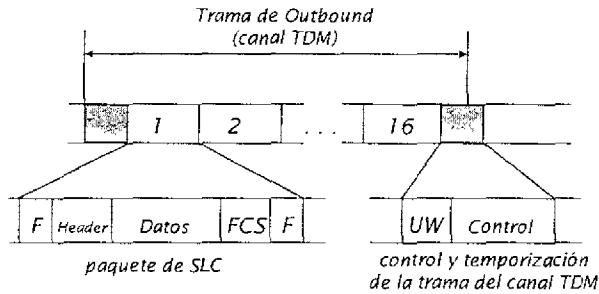 Trama de Outbound
(canal TDM)
1 2 . . . 16
F Header Datos FCS F UW Control
paquete de SLC
control y temporización
de la trama del canal TDM